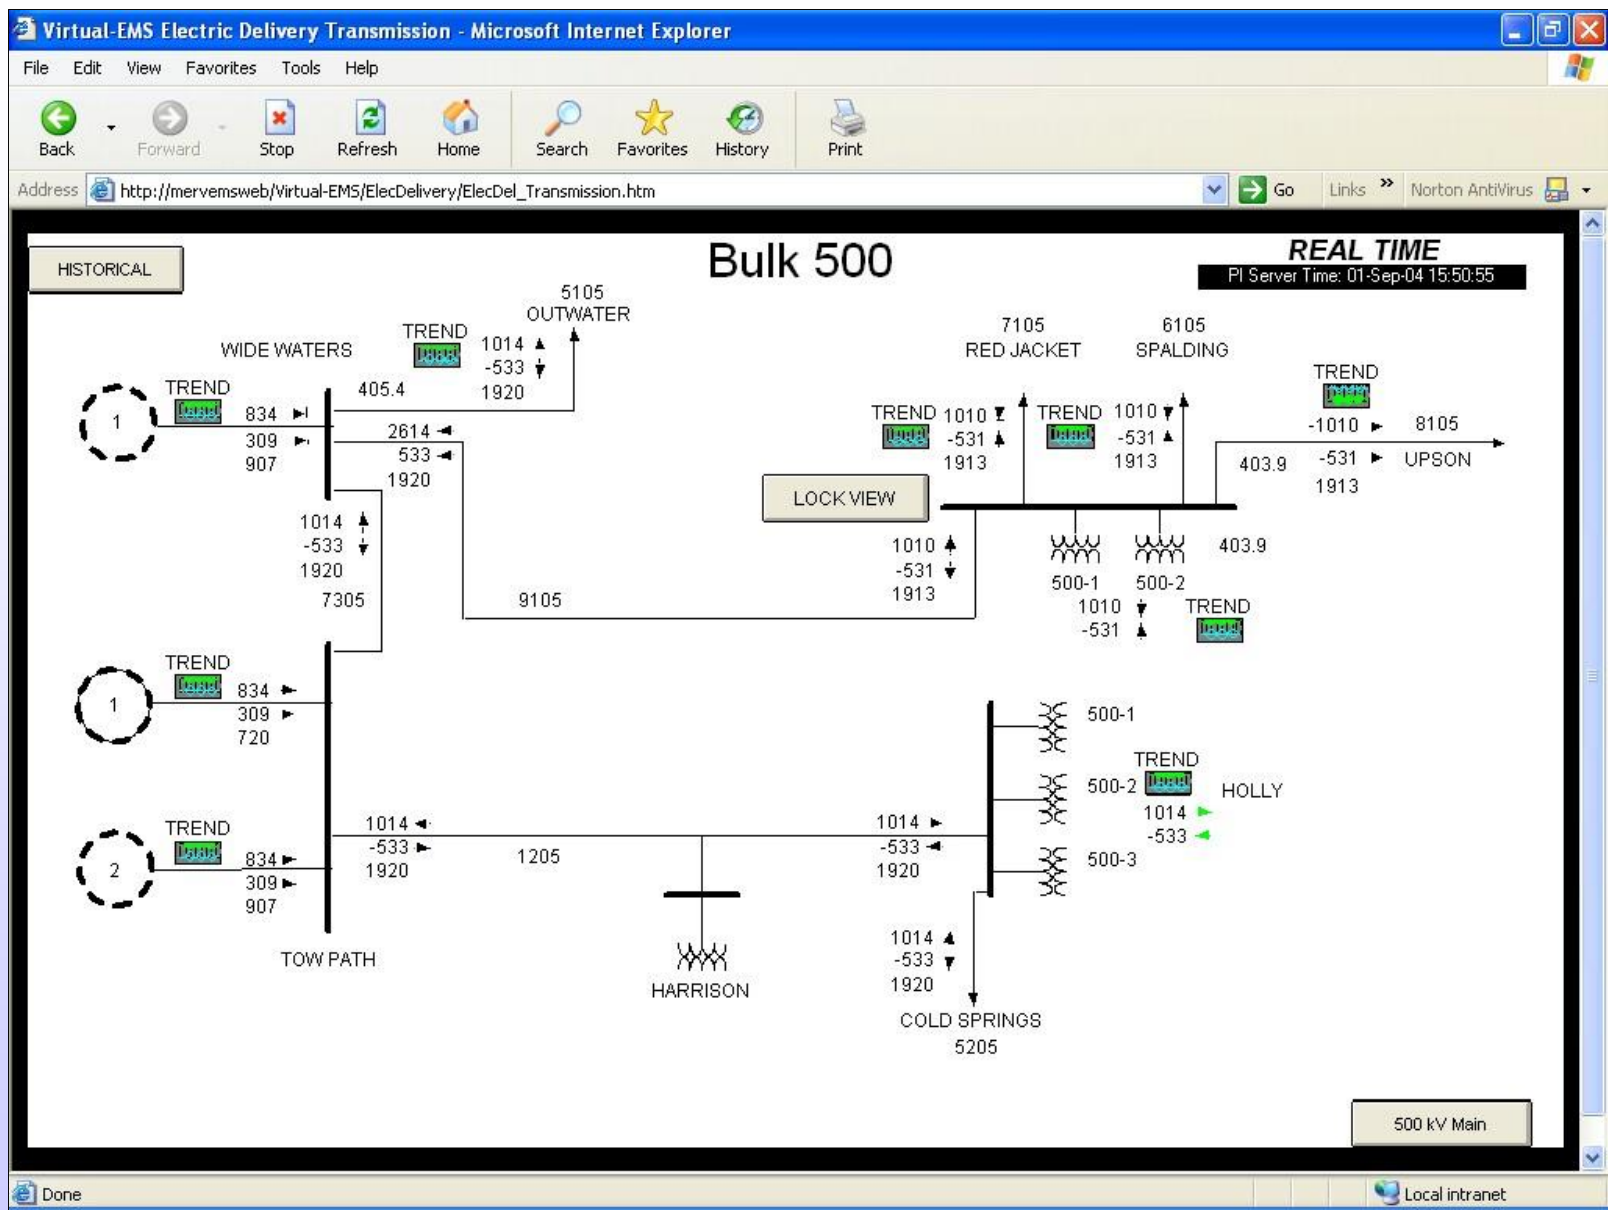 Virtual-EMS Electric Delivery Transmission - Microsoft Internet Explorer
File Edit View Favorites Tools Help
Back Forward Stop Refresh Home Search Favorites History Print
Address http://mervemsweb/Virtual-EMS/ElecDelivery/ElecDel_Transmission.htm Go Links » Norton AntiVirus
HISTORICAL
Bulk 500
REAL TIME
PI Server Time: 01-Sep-04 15:50:55
5105
OUTWATER
TREND
1014
-533
1920
WIDE WATERS
405.4
TREND
1
834
309
907
2614
533
1920
1014
-533
1920
7305
9105
7105
RED JACKET
6105
SPALDING
TREND
1010
-531
1913
TREND
1010
-531
1913
TREND
-1010
-531
1913
8105
UPSON
403.9
LOCK VIEW
1010
-531
1913
403.9
500-1
500-2
1010
-531
TREND
TREND
1
834
309
720
TREND
2
834
309
907
TOW PATH
1014
-533
1920
1205
HARRISON
1014
-533
1920
500-1
500-2
500-3
TREND
HOLLY
1014
-533
1014
-533
1920
COLD SPRINGS
5205
500 kV Main
Done
Local intranet